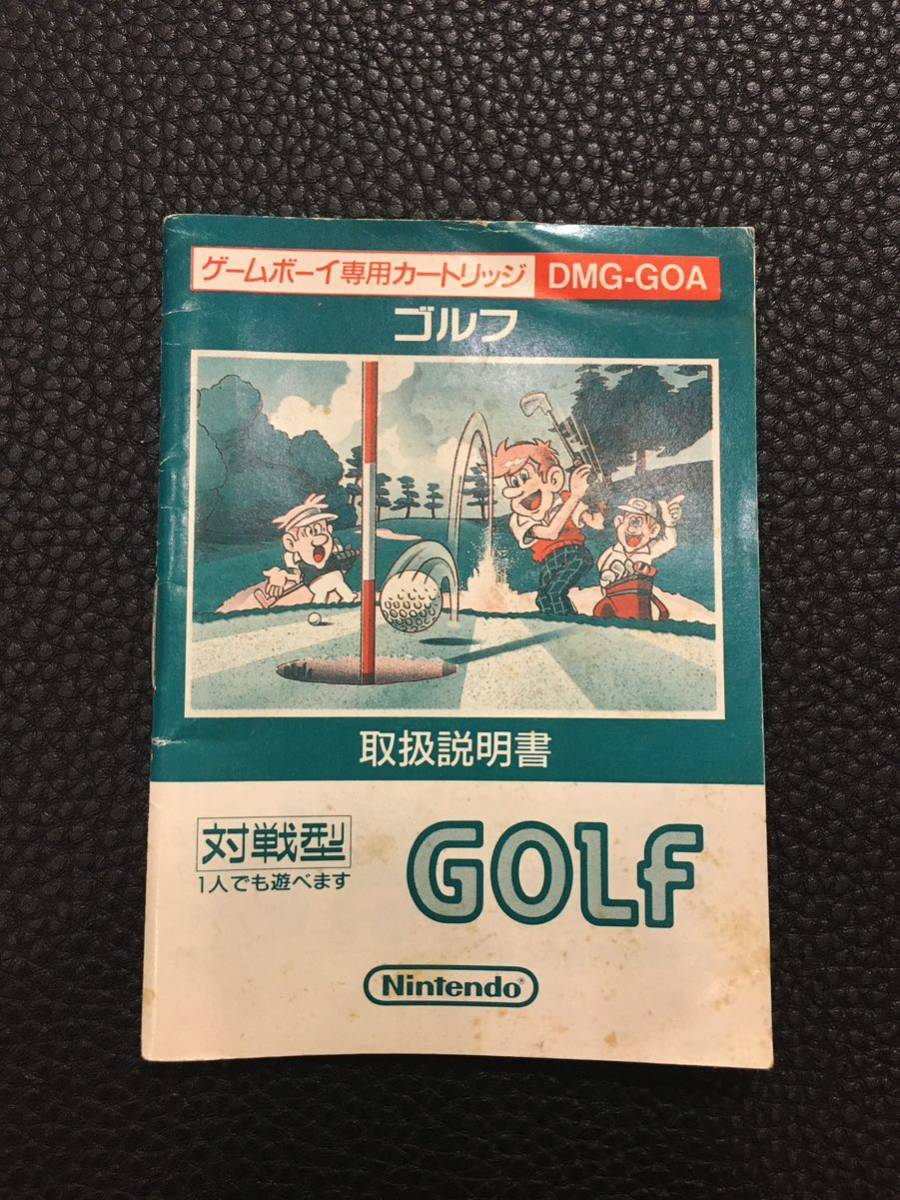 ゲームボーイ専用カートリッジ DMG-GOA
ゴルフ
取扱説明書
対戦型
1人でも遊べます
GOLF
Nintendo®